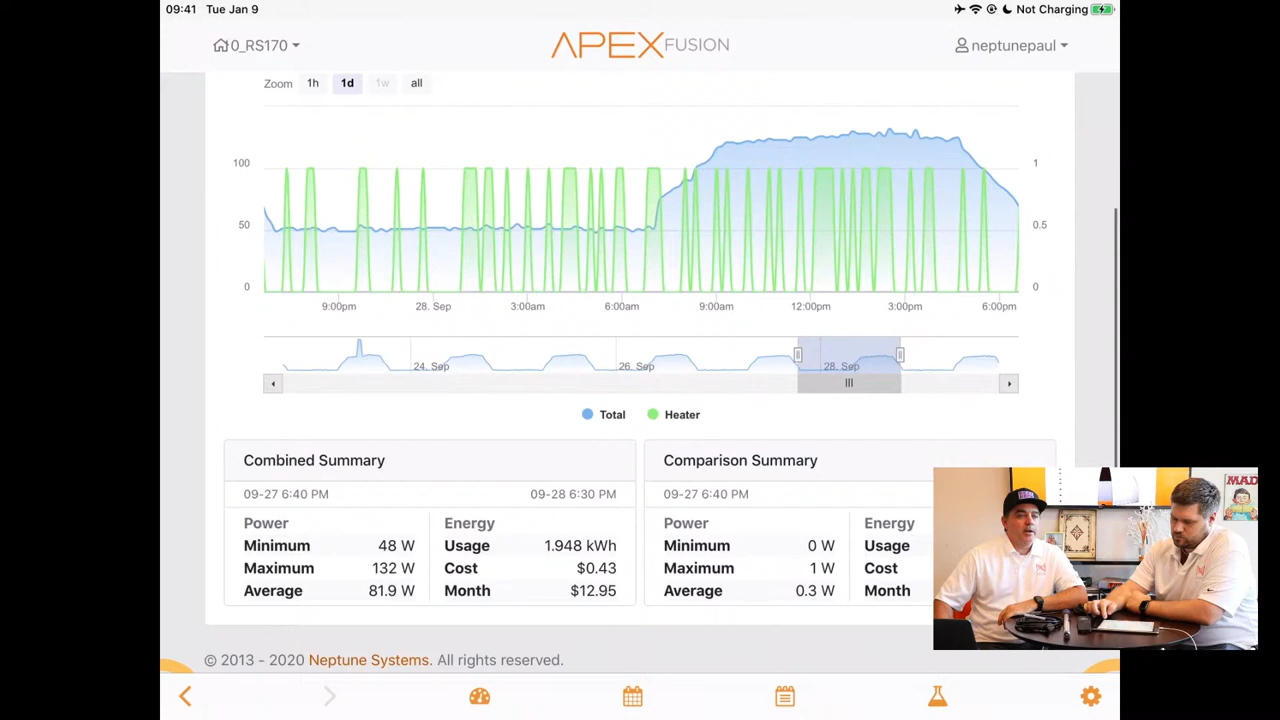 09:41 Tue Jan 9 Not Charging
0_RS170 APEX FUSION neptunepaul
Zoom 1h 1d 1w all
100 1
50 0.5
0 0
9:00pm 28. Sep 3:00am 6:00am 9:00am 12:00pm 3:00pm 6:00pm
24. Sep 26. Sep 28. Sep
Total Heater
Combined Summary
09-27 6:40 PM 09-28 6:30 PM
Power Energy
Minimum 48 W Usage 1.948 kWh
Maximum 132 W Cost $0.43
Average 81.9 W Month $12.95
Comparison Summary
09-27 6:40 PM
Power Energy
Minimum 0 W Usage
Maximum 1 W Cost
Average 0.3 W Month
MAD
© 2013 - 2020 Neptune Systems. All rights reserved.